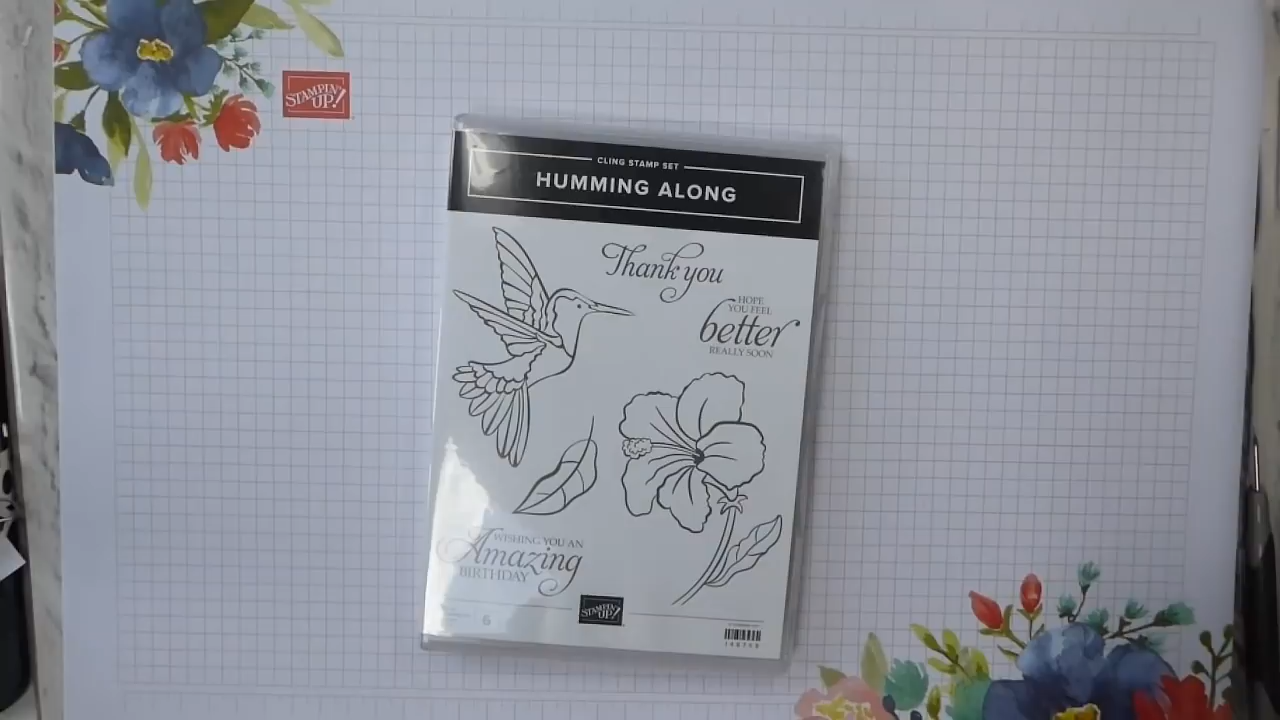 STAMPIN' UP!
CLING STAMP SET
HUMMING ALONG
Thank you
HOPE
YOU FEEL
better
REALLY SOON
WISHING YOU AN
Amazing
BIRTHDAY
STAMPIN' UP!
6